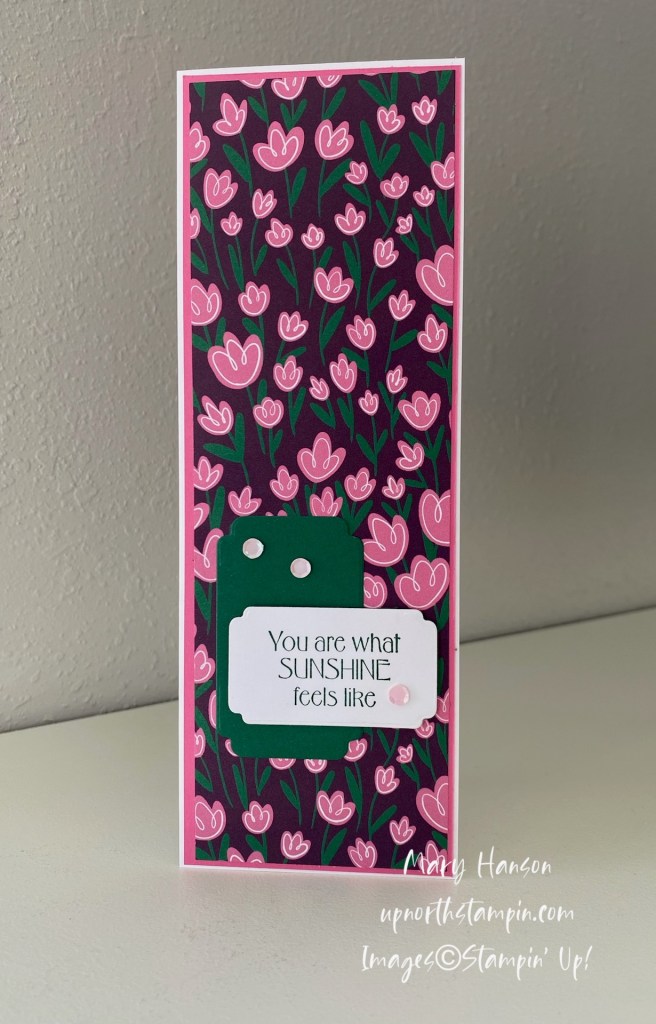 You are what
SUNSHINE
feels like
Mary Hanson
upnorthstampin.com
Images©Stampin' Up!